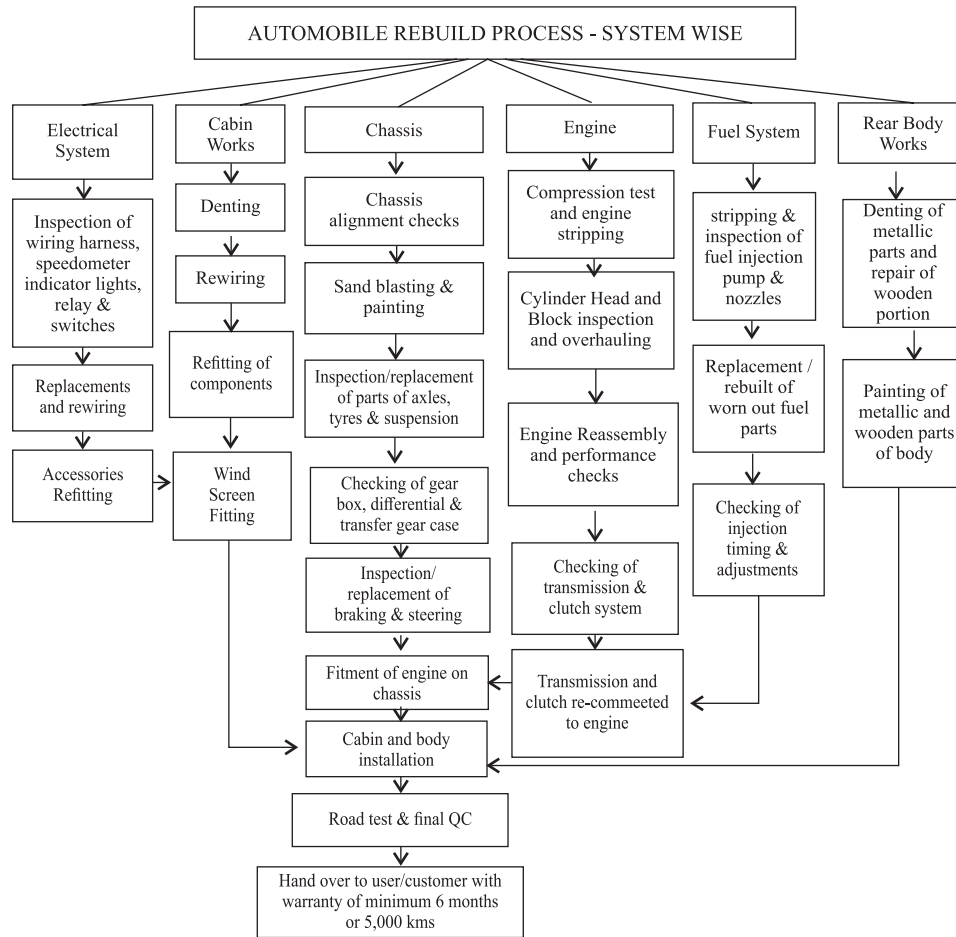 AUTOMOBILE REBUILD PROCESS - SYSTEM WISE
Electrical
System
Inspection of
wiring harness,
speedometer
indicator lights,
relay &
switches
Replacements
and rewiring
Accessories
Refitting
Cabin
Works
Denting
Rewiring
Refitting of
components
Wind
Screen
Fitting
Chassis
Chassis
alignment checks
Sand blasting &
painting
Inspection/replacement
of parts of axles,
tyres & suspension
Checking of gear
box, differential &
transfer gear case
Inspection/
replacement of
braking & steering
Fitment of engine on
chassis
Cabin and body
installation
Road test & final QC
Hand over to user/customer with
warranty of minimum 6 months
or 5,000 kms
Engine
Compression test
and engine
stripping
Cylinder Head and
Block inspection
and overhauling
Engine Reassembly
and performance
checks
Checking of
transmission &
clutch system
Transmission and
clutch re-commeeted
to engine
Fuel System
stripping &
inspection of
fuel injection
pump &
nozzles
Replacement /
rebuilt of
worn out fuel
parts
Checking of
injection
timing &
adjustments
Rear Body
Works
Denting of
metallic
parts and
repair of
wooden
portion
Painting of
metallic and
wooden parts
of body